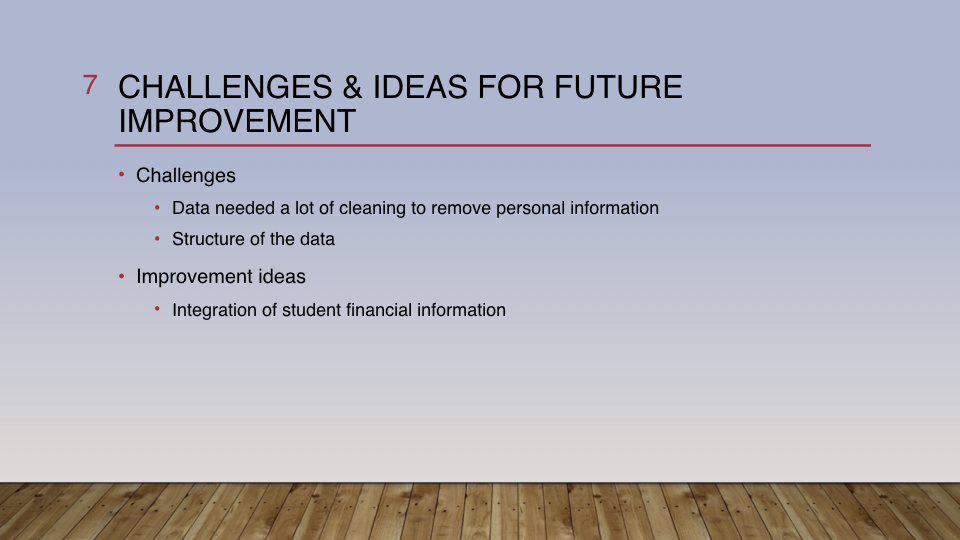 7
CHALLENGES & IDEAS FOR FUTURE
IMPROVEMENT
• Challenges
• Data needed a lot of cleaning to remove personal information
• Structure of the data
• Improvement ideas
• Integration of student financial information